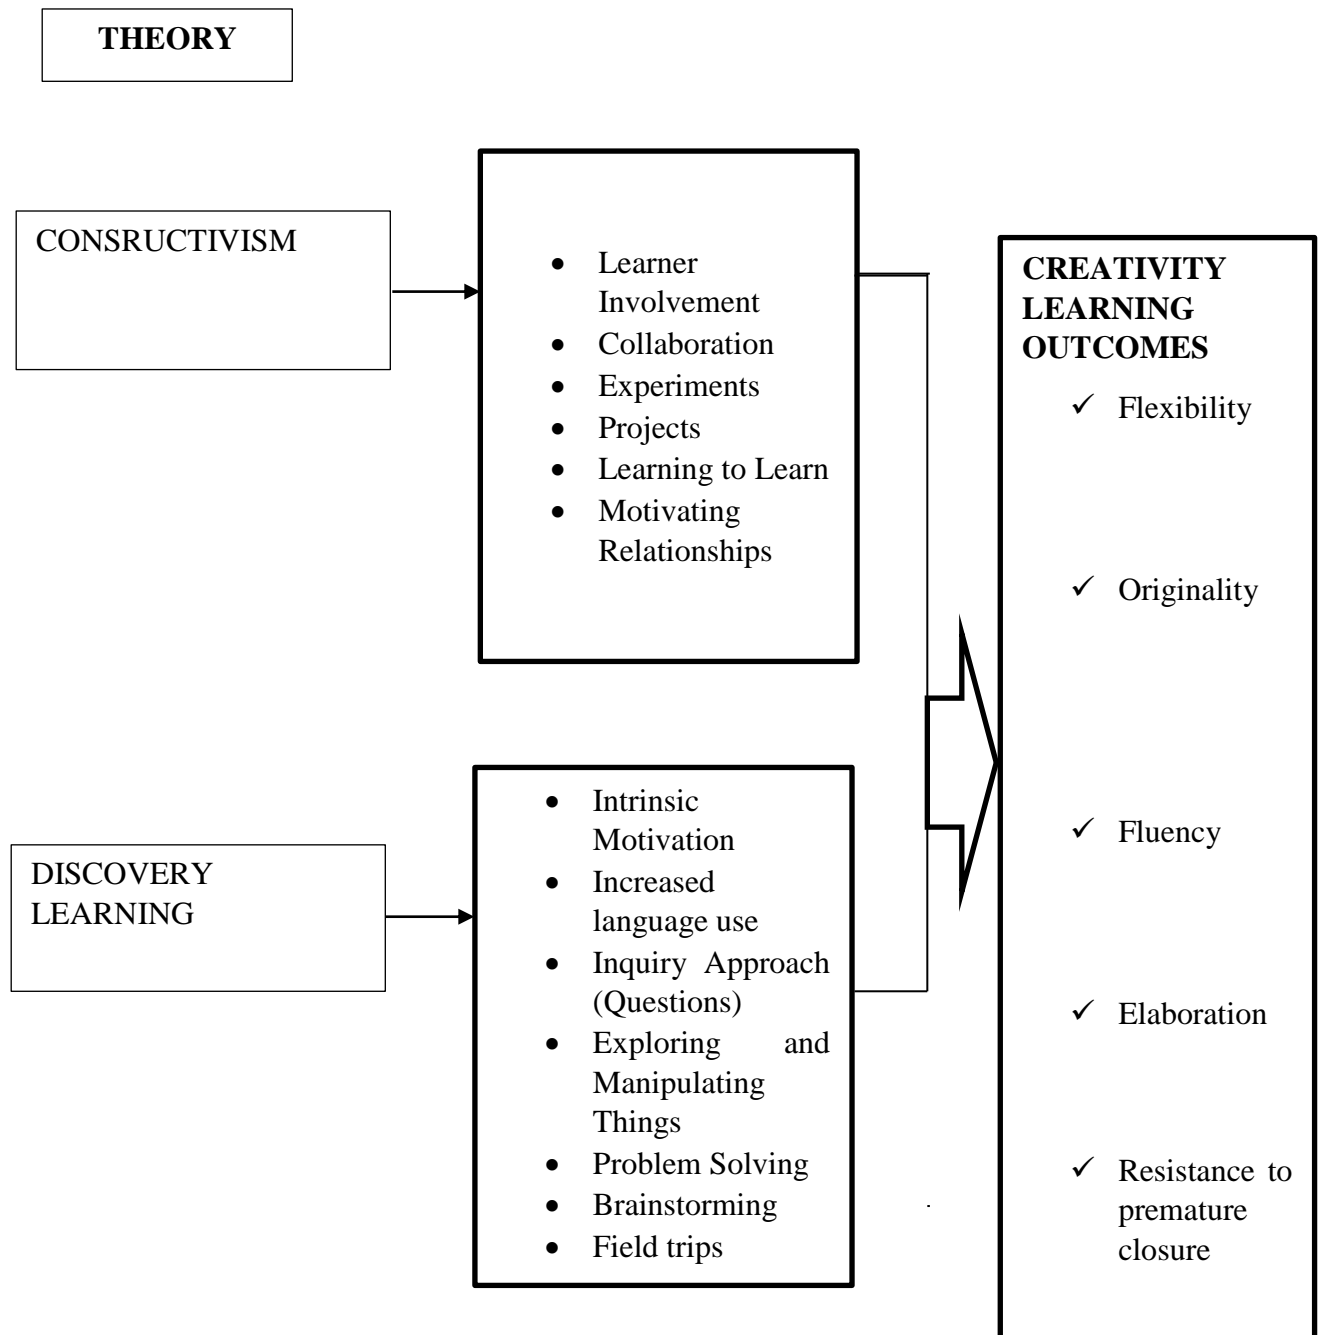 THEORY
CONSRUCTIVISM
• Learner
Involvement
• Collaboration
• Experiments
• Projects
• Learning to Learn
• Motivating
Relationships
DISCOVERY
LEARNING
• Intrinsic
Motivation
• Increased
language use
• Inquiry Approach
(Questions)
• Exploring and
Manipulating
Things
• Problem Solving
• Brainstorming
• Field trips
CREATIVITY
LEARNING
OUTCOMES
✓ Flexibility
✓ Originality
✓ Fluency
✓ Elaboration
✓ Resistance to
premature
closure